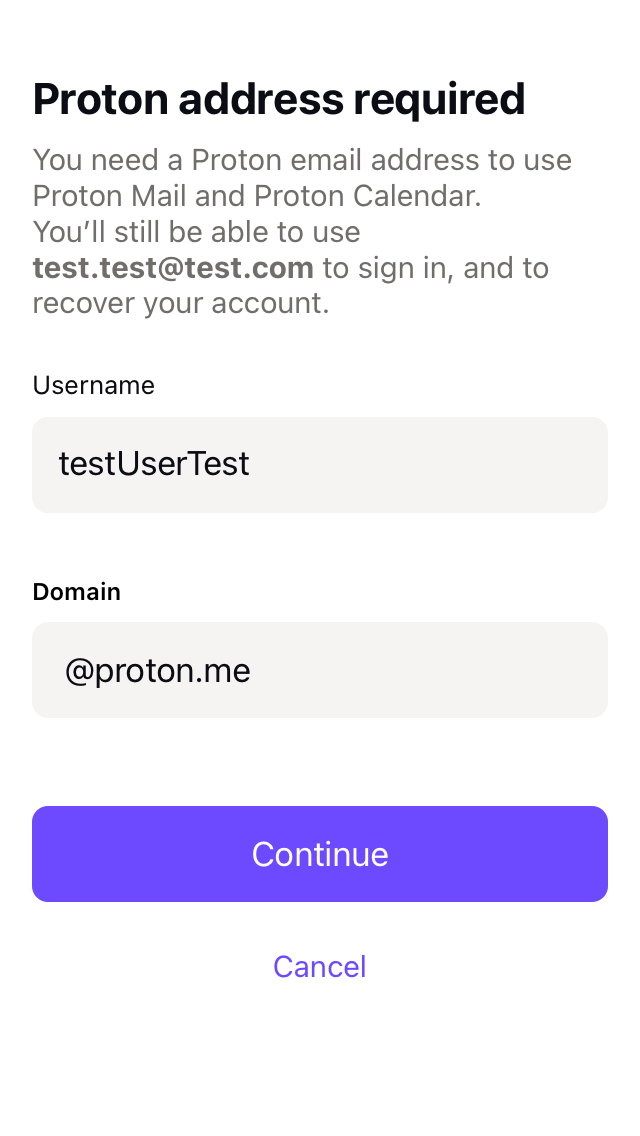 Proton address required
You need a Proton email address to use
Proton Mail and Proton Calendar.
You’ll still be able to use
test.test@test.com to sign in, and to
recover your account.
Username
testUserTest
Domain
@proton.me
Continue
Cancel